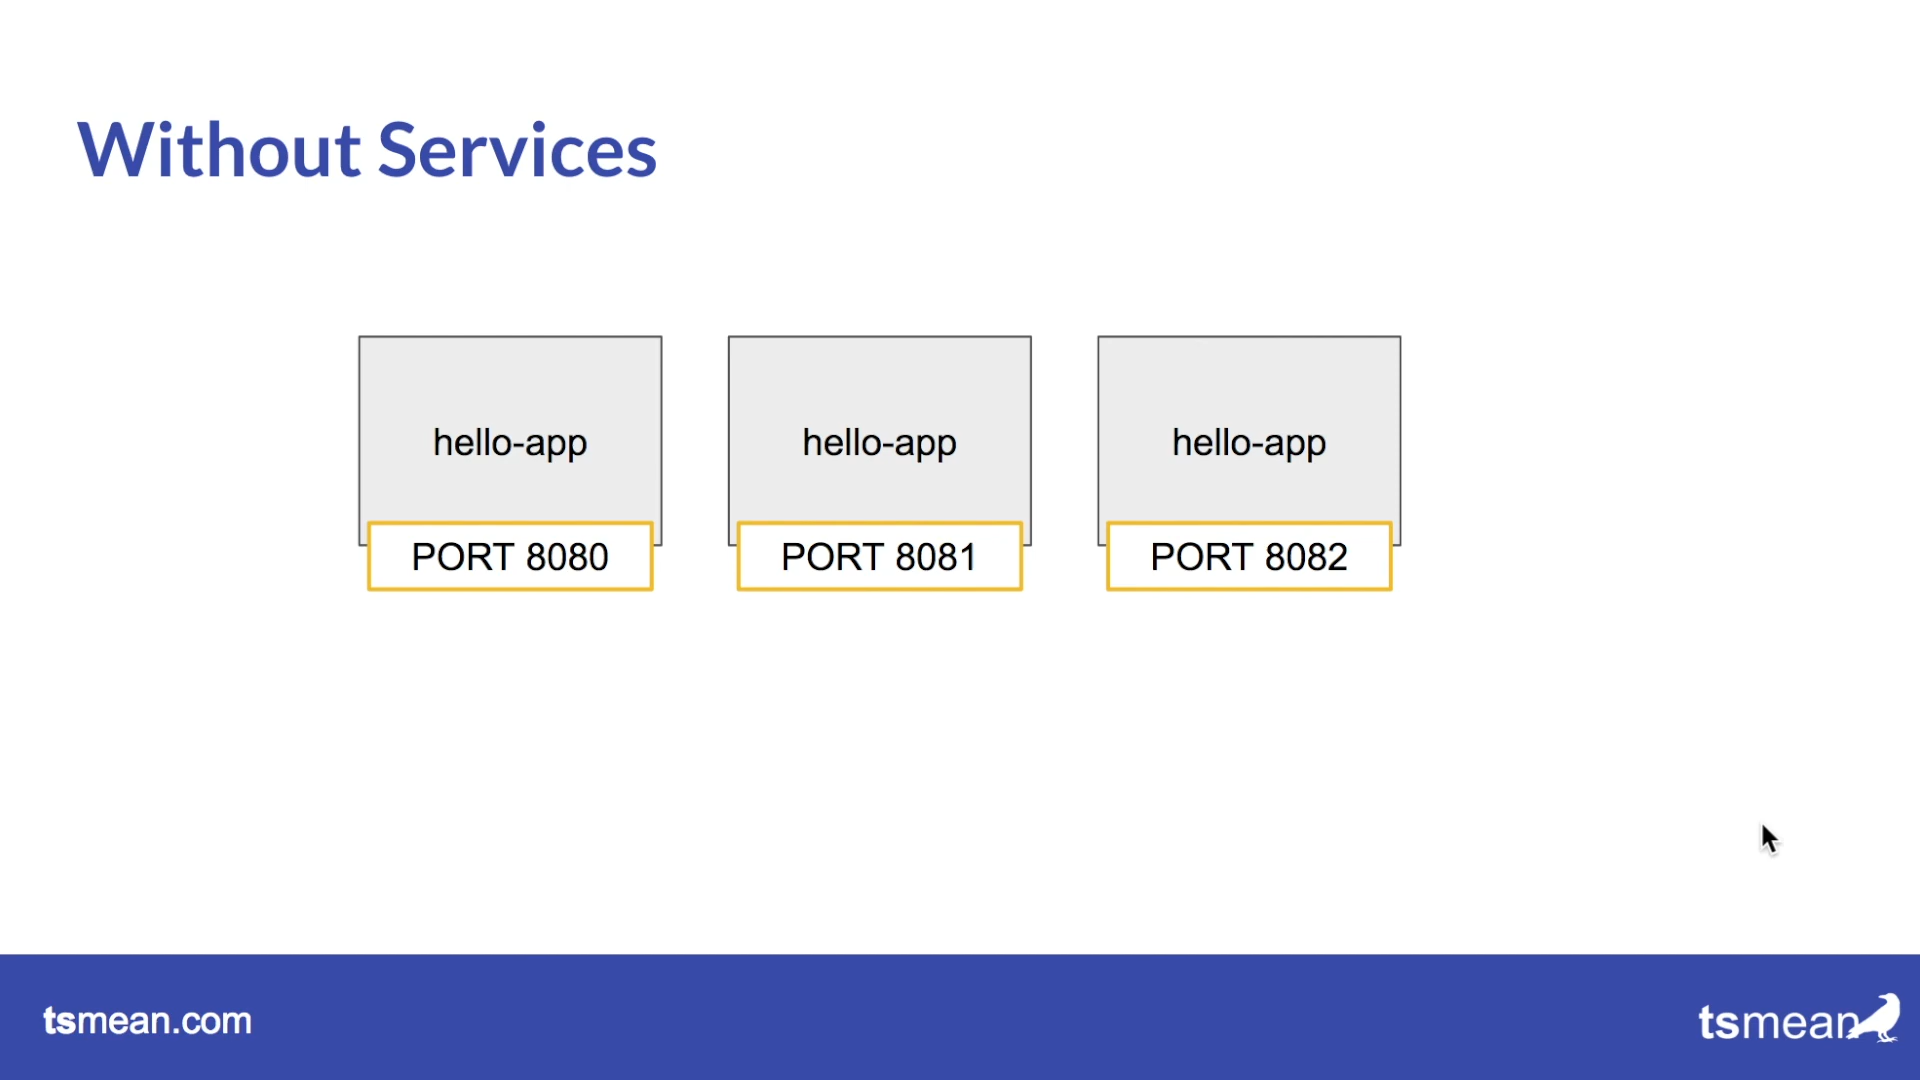 Without Services
hello-app
hello-app
hello-app
PORT 8080
PORT 8081
PORT 8082
tsmean.com
tsmean